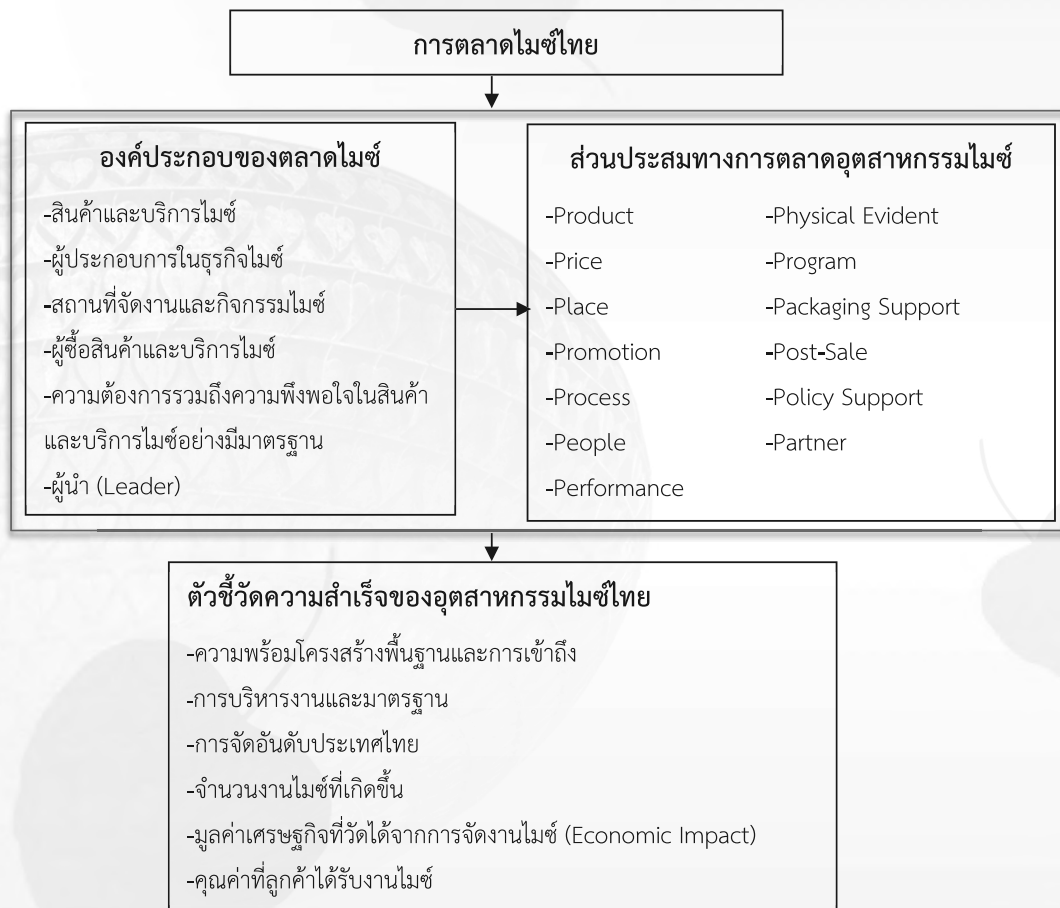 การตลาดไมซ์ไทย
องค์ประกอบของตลาดไมซ์
-สินค้าและบริการไมซ์
-ผู้ประกอบการในธุรกิจไมซ์
-สถานที่จัดงานและกิจกรรมไมซ์
-ผู้ซื้อสินค้าและบริการไมซ์
-ความต้องการรวมถึงความพึงพอใจในสินค้า
และบริการไมซ์อย่างมีมาตรฐาน
-ผู้นำ (Leader)
ส่วนประสมทางการตลาดอุตสาหกรรมไมซ์
-Product
-Price
-Place
-Promotion
-Process
-People
-Performance
-Physical Evident
-Program
-Packaging Support
-Post-Sale
-Policy Support
-Partner
ตัวชี้วัดความสำเร็จของอุตสาหกรรมไมซ์ไทย
-ความพร้อมโครงสร้างพื้นฐานและการเข้าถึง
-การบริหารงานและมาตรฐาน
-การจัดอันดับประเทศไทย
-จำนวนงานไมซ์ที่เกิดขึ้น
-มูลค่าเศรษฐกิจที่วัดได้จากการจัดงานไมซ์ (Economic Impact)
-คุณค่าที่ลูกค้าได้รับงานไมซ์